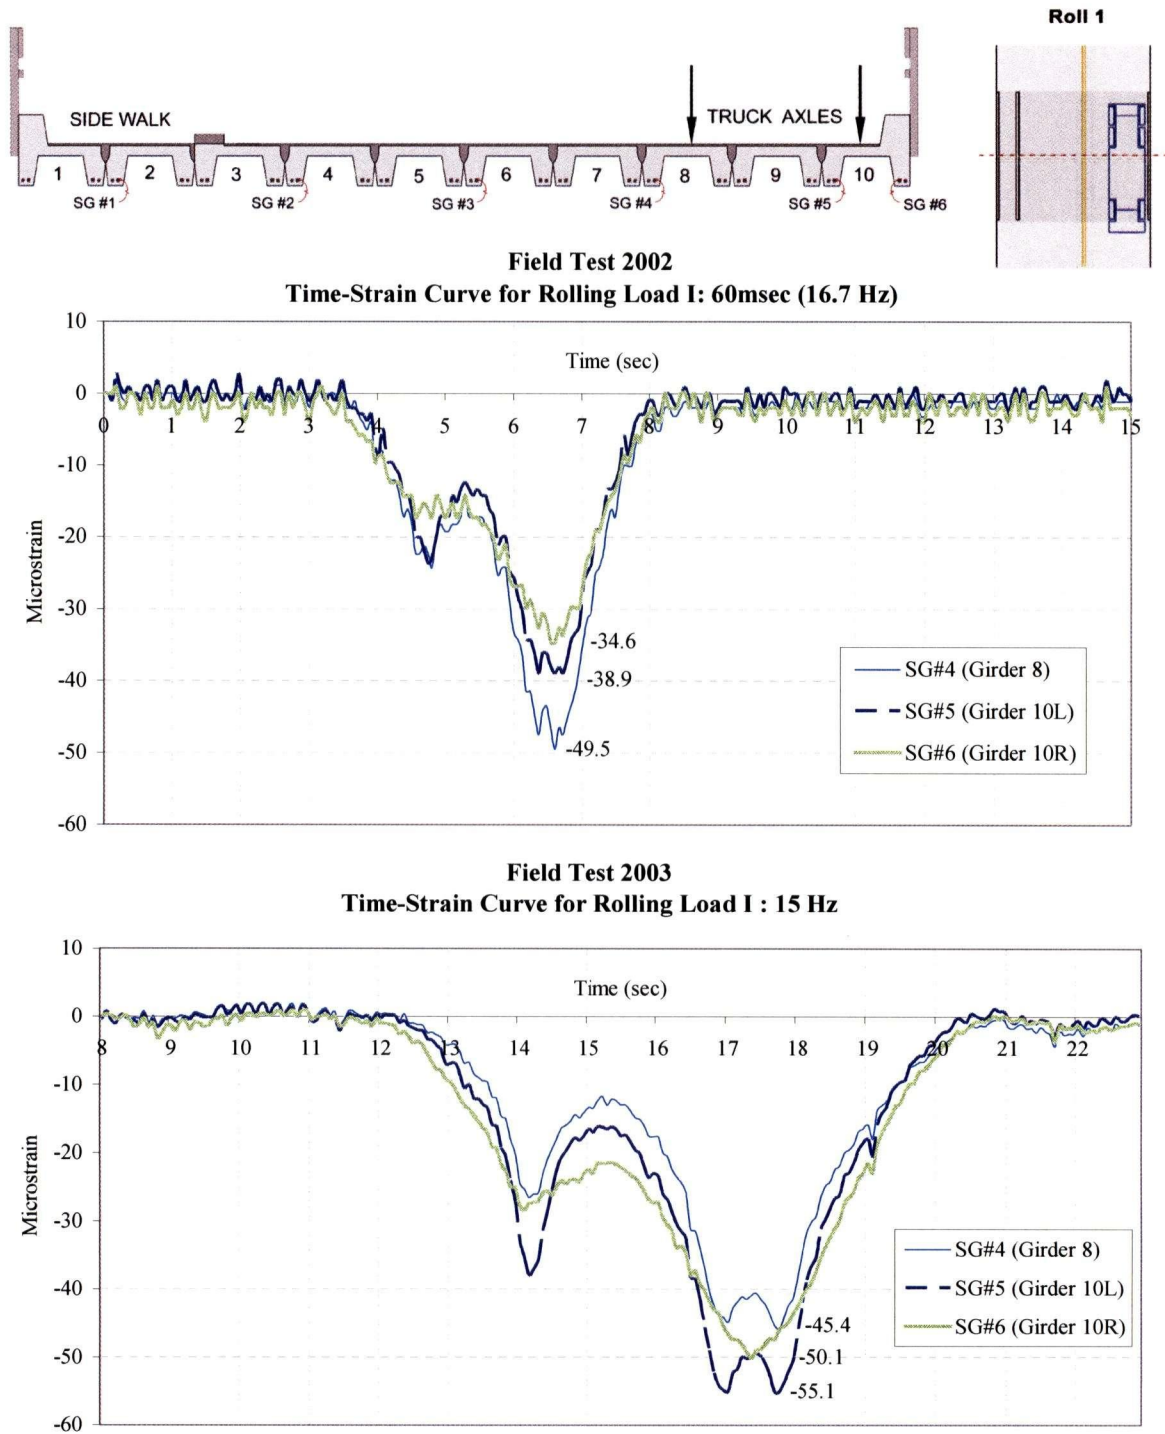 Roll 1
SIDE WALK
TRUCK AXLES
1 2 3 4 5 6 7 8 9 10
SG #1 SG #2 SG #3 SG #4 SG #5 SG #6
Field Test 2002
Time-Strain Curve for Rolling Load I: 60msec (16.7 Hz)
10
Time (sec)
0
0 1 2 3 4 5 6 7 8 9 10 11 12 13 14 15
-10
-20
-30
-40
-50
-60
Microstrain
-34.6
-38.9
-49.5
SG#4 (Girder 8)
SG#5 (Girder 10L)
SG#6 (Girder 10R)
Field Test 2003
Time-Strain Curve for Rolling Load I : 15 Hz
10
Time (sec)
0
8 9 10 11 12 13 14 15 16 17 18 19 20 21 22
-10
-20
-30
-40
-50
-60
Microstrain
-45.4
-50.1
-55.1
SG#4 (Girder 8)
SG#5 (Girder 10L)
SG#6 (Girder 10R)